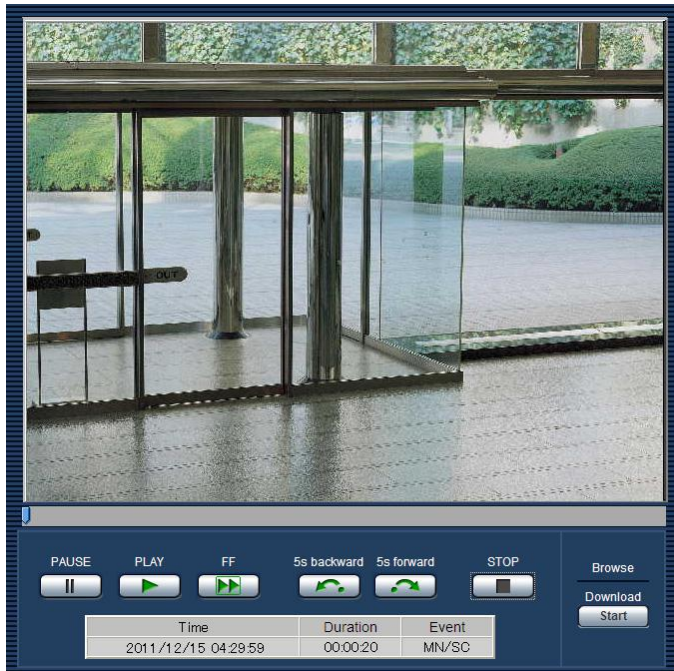 OUT
PAUSE PLAY FF 5s backward 5s forward STOP
Browse
Download
Start
Time Duration Event
2011/12/15 04:29:59 00:00:20 MN/SC